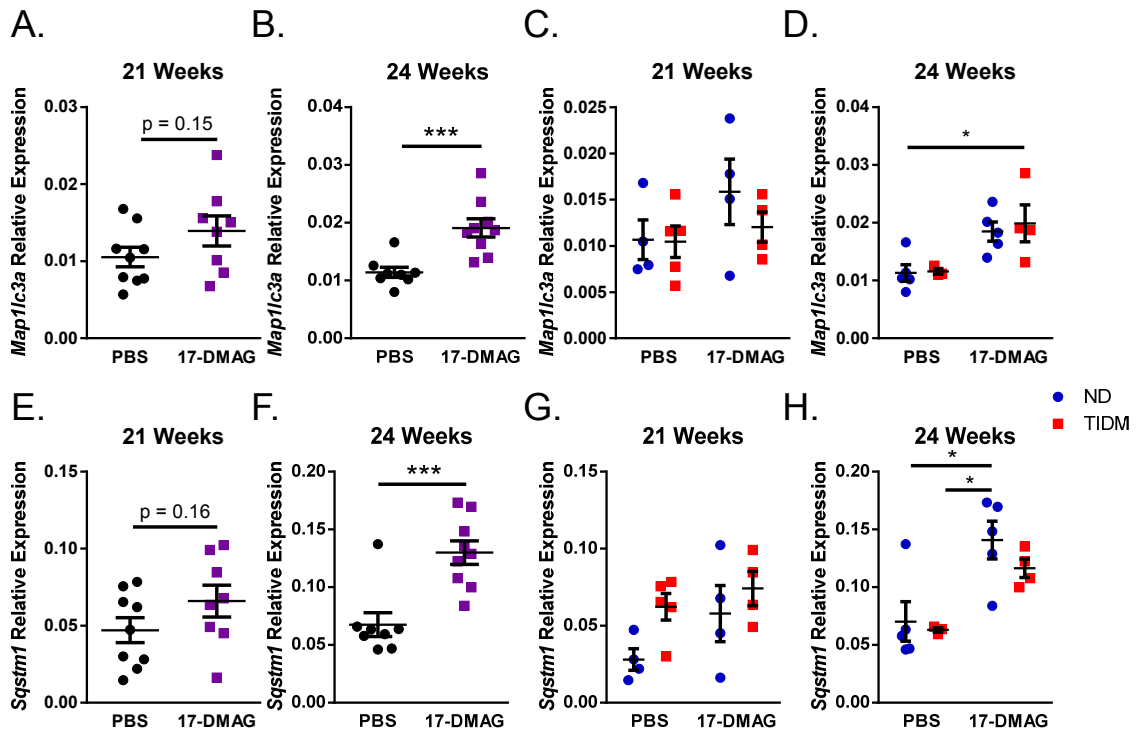 A.
21 Weeks
Map1lc3a Relative Expression
0.03
0.02
0.01
0.00
p = 0.15
PBS 17-DMAG
B.
24 Weeks
Map1lc3a Relative Expression
0.04
0.03
0.02
0.01
0.00
***
PBS 17-DMAG
C.
21 Weeks
Map1lc3a Relative Expression
0.025
0.020
0.015
0.010
0.005
0.000
PBS 17-DMAG
D.
24 Weeks
Map1lc3a Relative Expression
0.04
0.03
0.02
0.01
0.00
*
PBS 17-DMAG
ND
TIDM
E.
21 Weeks
Sqstm1 Relative Expression
0.15
0.10
0.05
0.00
p = 0.16
PBS 17-DMAG
F.
24 Weeks
Sqstm1 Relative Expression
0.20
0.15
0.10
0.05
0.00
***
PBS 17-DMAG
G.
21 Weeks
Sqstm1 Relative Expression
0.15
0.10
0.05
0.00
PBS 17-DMAG
H.
24 Weeks
Sqstm1 Relative Expression
0.20
0.15
0.10
0.05
0.00
*
*
PBS 17-DMAG